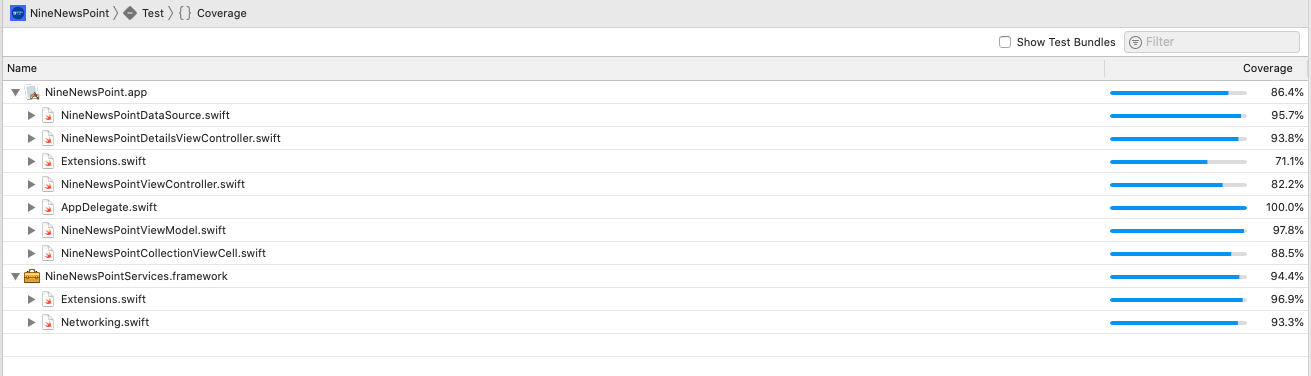 NineNewsPoint Test { } Coverage
Show Test Bundles Filter
Name Coverage
NineNewsPoint.app 86.4%
NineNewsPointDataSource.swift 95.7%
NineNewsPointDetailsViewController.swift 93.8%
Extensions.swift 71.1%
NineNewsPointViewController.swift 82.2%
AppDelegate.swift 100.0%
NineNewsPointViewModel.swift 97.8%
NineNewsPointCollectionViewCell.swift 88.5%
NineNewsPointServices.framework 94.4%
Extensions.swift 96.9%
Networking.swift 93.3%